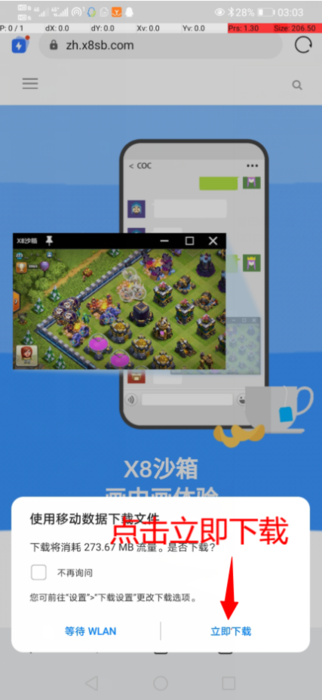 28% 03:03
P: 0 / 1 dX: 0.0 dY: 0.0 Xv: 0.0 Yv: 0.0 Prs: 1.30 Size: 206.50
zh.x8sb.com
< COC
X8沙箱
X8沙箱
画中画体验
使用移动数据下载文件
点击立即下载
下载将消耗 273.67 MB 流量。是否下载?
不再询问
您可前往"设置">"下载设置"更改下载选项。
等待 WLAN 立即下载